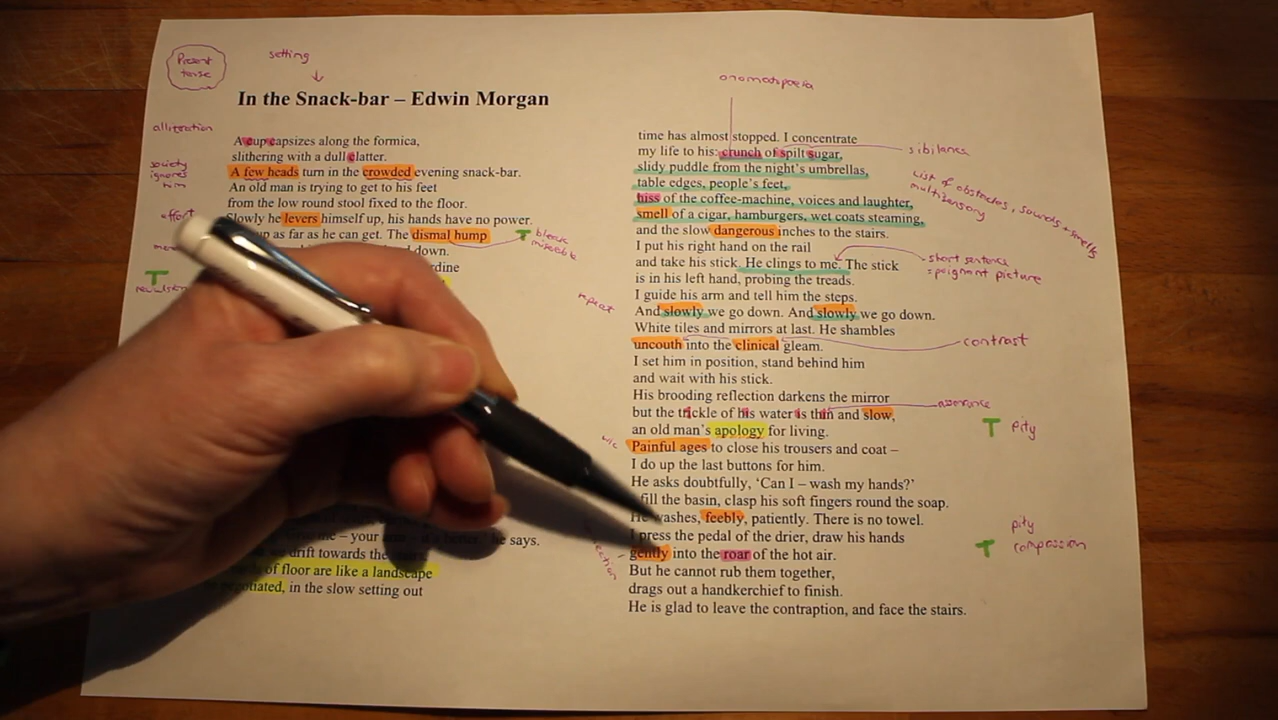 Present
tense
setting
In the Snack-bar – Edwin Morgan
alliteration
society
ignores
him
effort
A cup capsizes along the formica,
slithering with a dull clatter.
A few heads turn in the crowded evening snack-bar.
An old man is trying to get to his feet
from the low round stool fixed to the floor.
Slowly he levers himself up, his hands have no power.
up as far as he can get. The dismal hump
down.
T bleak
miserable
T
me – your
he says.
drift towards the
of floor are like a landscape
negotiated, in the slow setting out
onomatopoeia
time has almost stopped. I concentrate
my life to his: crunch of spilt sugar,
slidy puddle from the night's umbrellas,
table edges, people's feet,
hiss of the coffee-machine, voices and laughter,
smell of a cigar, hamburgers, wet coats steaming,
and the slow dangerous inches to the stairs.
I put his right hand on the rail
and take his stick. He clings to me. The stick
is in his left hand, probing the treads.
I guide his arm and tell him the steps.
And slowly we go down. And slowly we go down.
White tiles and mirrors at last. He shambles
uncouth into the clinical gleam.
I set him in position, stand behind him
and wait with his stick.
His brooding reflection darkens the mirror
but the trickle of his water is thin and slow,
an old man's apology for living.
Painful ages to close his trousers and coat –
I do up the last buttons for him.
He asks doubtfully, 'Can I – wash my hands?'
fill the basin, clasp his soft fingers round the soap.
He washes, feebly, patiently. There is no towel.
I press the pedal of the drier, draw his hands
gently into the roar of the hot air.
But he cannot rub them together,
drags out a handkerchief to finish.
He is glad to leave the contraption, and face the stairs.
sibilance
List of obstacles, sounds + smells
multisensory
short sentence
= poignant picture
repeat
contrast
assonance
T pity
w/c
pity
T compassion